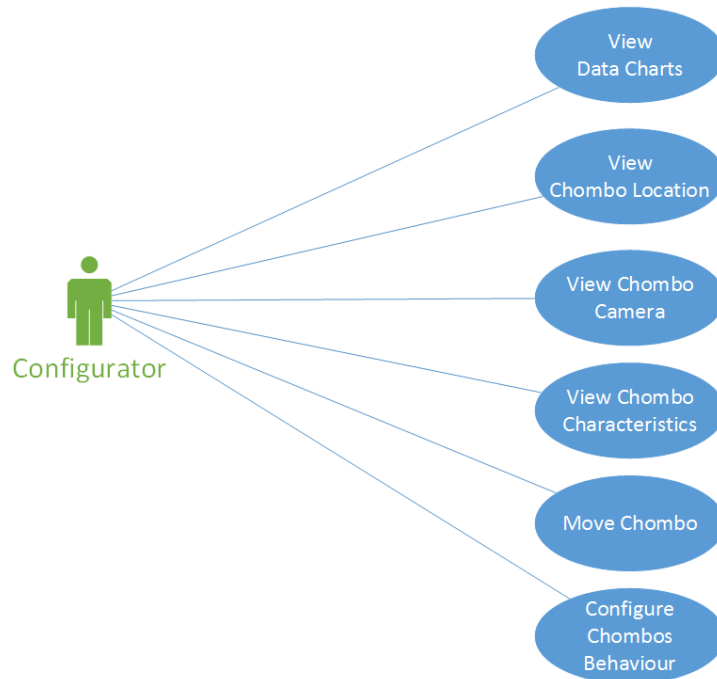 View
Data Charts
View
Chombo Location
View Chombo
Camera
Configurator
View Chombo
Characteristics
Move Chombo
Configure
Chombos
Behaviour